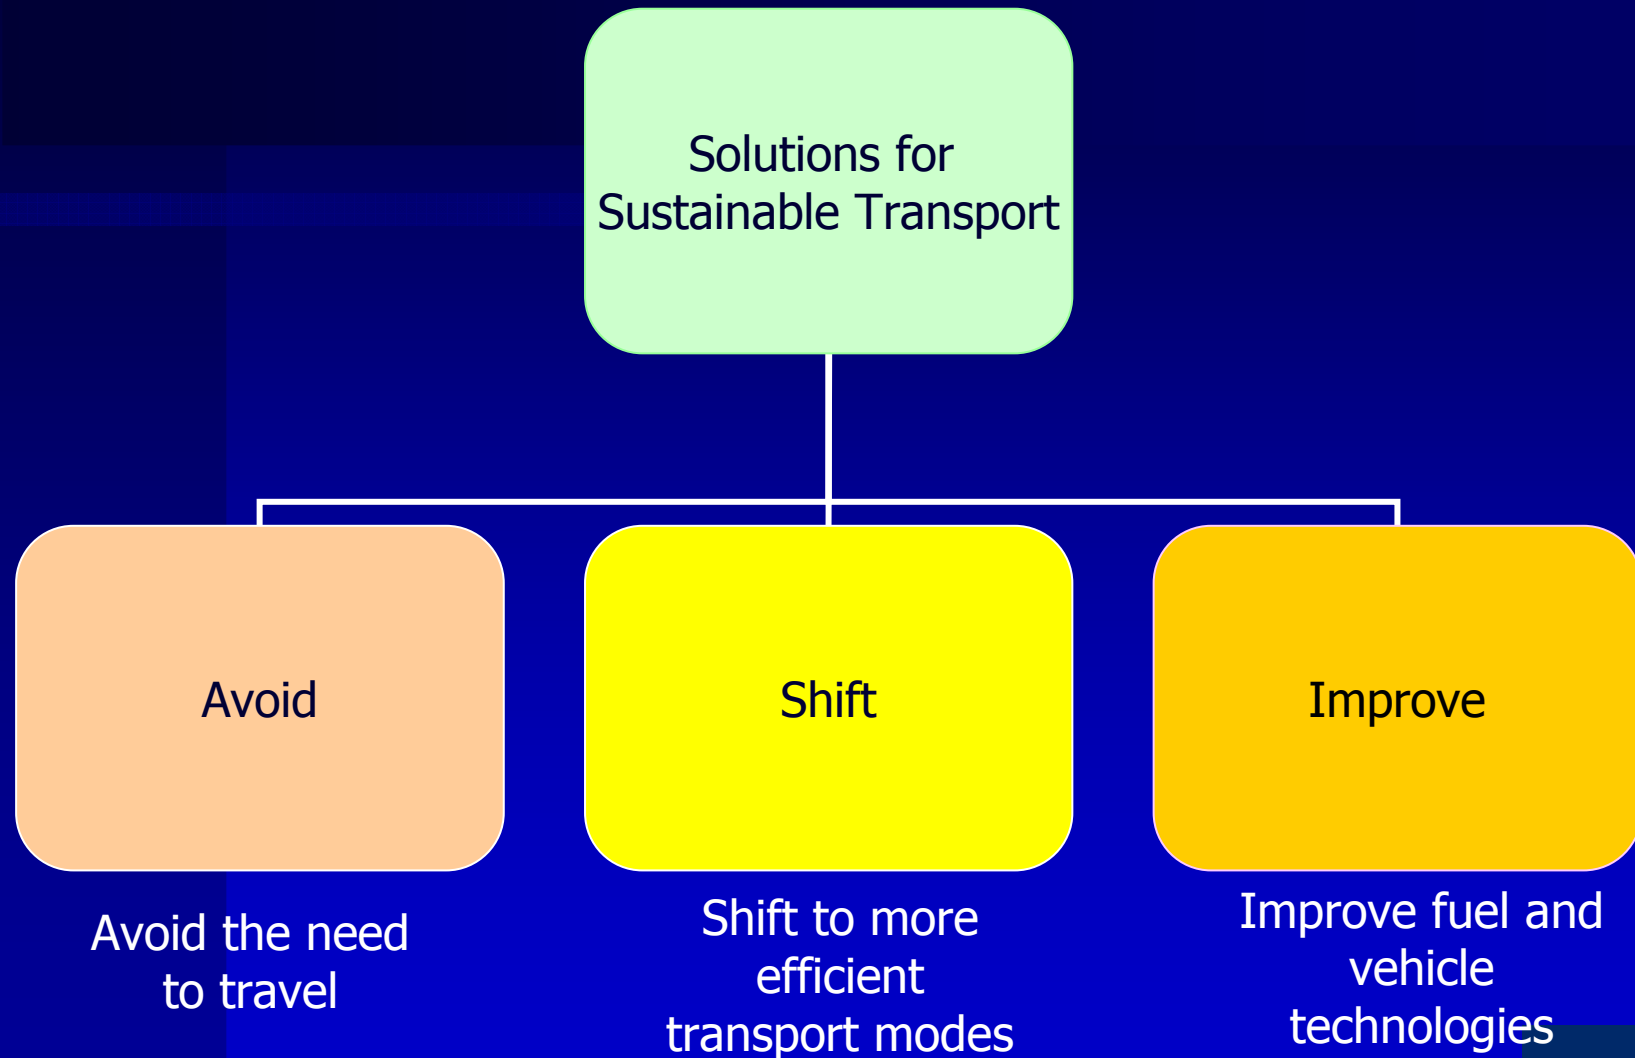 Solutions for
Sustainable Transport
Avoid
Shift
Improve
Avoid the need
to travel
Shift to more
efficient
transport modes
Improve fuel and
vehicle
technologies